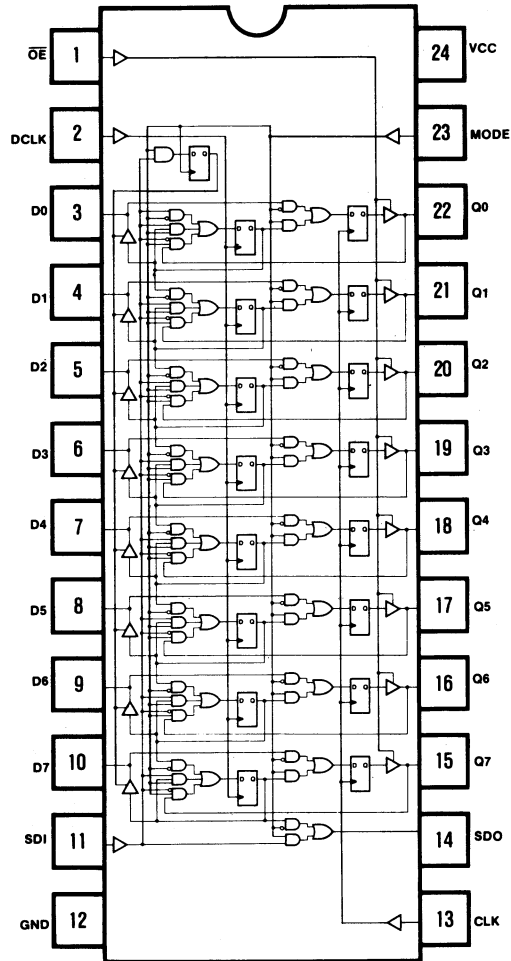 OE 1 24 VCC
DCLK 2 23 MODE
D0 3 22 Q0
D1 4 21 Q1
D2 5 20 Q2
D3 6 19 Q3
D4 7 18 Q4
D5 8 17 Q5
D6 9 16 Q6
D7 10 15 Q7
SDI 11 14 SDO
GND 12 13 CLK